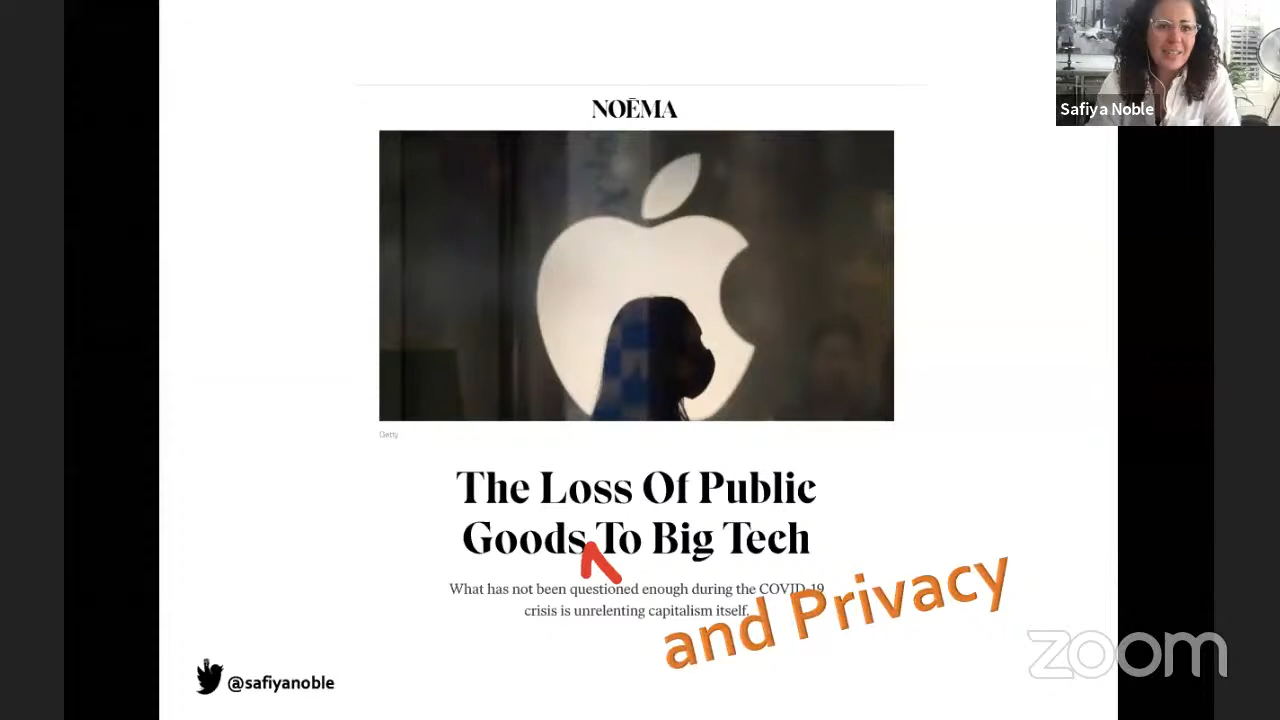 Safiya Noble
NOĒMA
Getty
The Loss Of Public
Goods To Big Tech
What has not been questioned enough during the COVID-19
crisis is unrelenting capitalism itself.
and Privacy
@safiyanoble
zoom